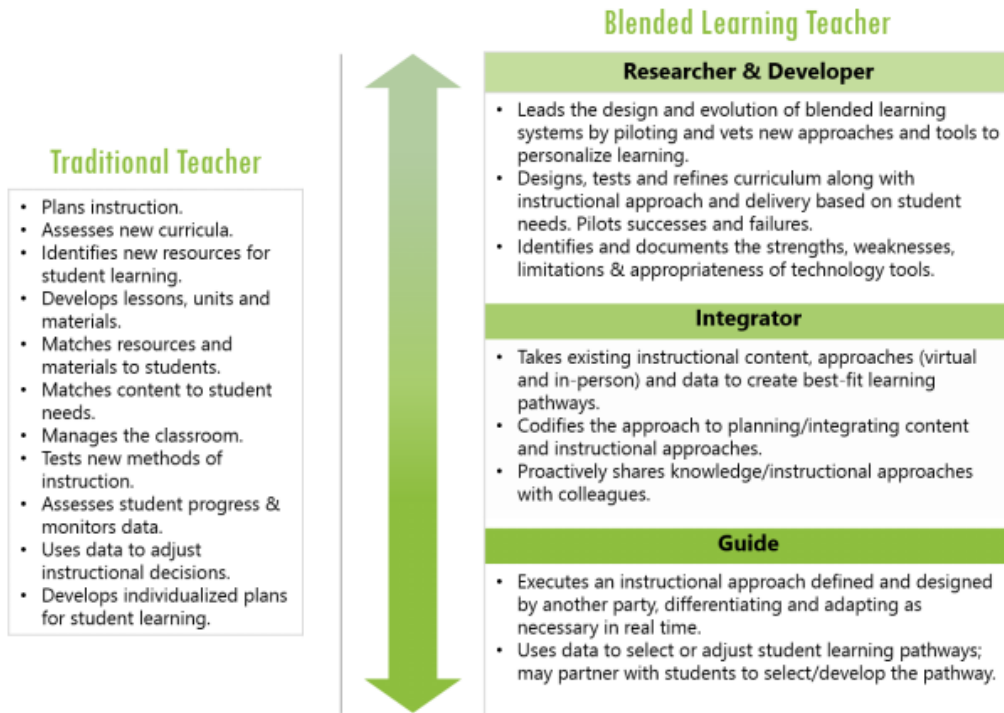 Traditional Teacher
• Plans instruction.
• Assesses new curricula.
• Identifies new resources for
student learning.
• Develops lessons, units and
materials.
• Matches resources and
materials to students.
• Matches content to student
needs.
• Manages the classroom.
• Tests new methods of
instruction.
• Assesses student progress &
monitors data.
• Uses data to adjust
instructional decisions.
• Develops individualized plans
for student learning.
Blended Learning Teacher
Researcher & Developer
• Leads the design and evolution of blended learning
systems by piloting and vets new approaches and tools to
personalize learning.
• Designs, tests and refines curriculum along with
instructional approach and delivery based on student
needs. Pilots successes and failures.
• Identifies and documents the strengths, weaknesses,
limitations & appropriateness of technology tools.
Integrator
• Takes existing instructional content, approaches (virtual
and in-person) and data to create best-fit learning
pathways.
• Codifies the approach to planning/integrating content
and instructional approaches.
• Proactively shares knowledge/instructional approaches
with colleagues.
Guide
• Executes an instructional approach defined and designed
by another party, differentiating and adapting as
necessary in real time.
• Uses data to select or adjust student learning pathways;
may partner with students to select/develop the pathway.